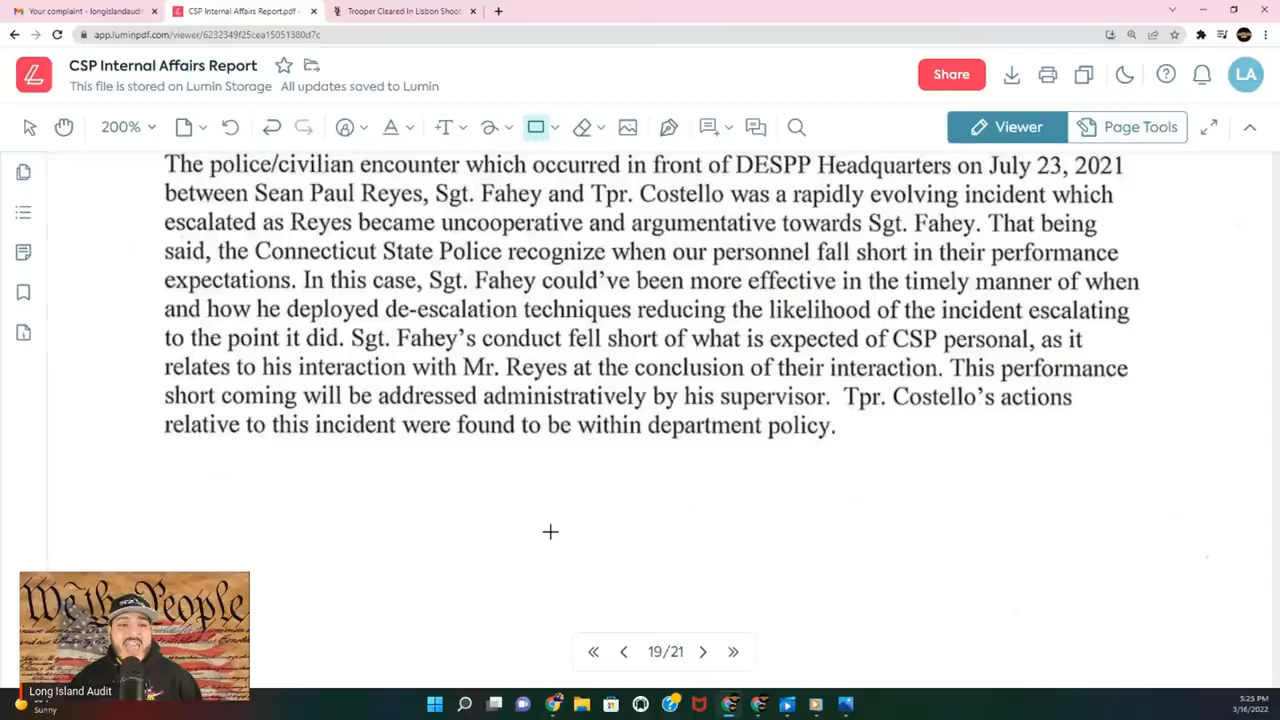 Your complaint - longislandaudi
CSP Internal Affairs Report.pdf -
Trooper Cleared In Lisbon Shoot
app.luminpdf.com/viewer/6232349f25cea15051380d7c
CSP Internal Affairs Report
This file is stored on Lumin Storage All updates saved to Lumin
Share
LA
200%
Viewer
Page Tools
The police/civilian encounter which occurred in front of DESPP Headquarters on July 23, 2021
between Sean Paul Reyes, Sgt. Fahey and Tpr. Costello was a rapidly evolving incident which
escalated as Reyes became uncooperative and argumentative towards Sgt. Fahey. That being
said, the Connecticut State Police recognize when our personnel fall short in their performance
expectations. In this case, Sgt. Fahey could've been more effective in the timely manner of when
and how he deployed de-escalation techniques reducing the likelihood of the incident escalating
to the point it did. Sgt. Fahey's conduct fell short of what is expected of CSP personal, as it
relates to his interaction with Mr. Reyes at the conclusion of their interaction. This performance
short coming will be addressed administratively by his supervisor. Tpr. Costello's actions
relative to this incident were found to be within department policy.
We the People
19/21
Long Island Audit
Sunny
5:25 PM
3/16/2022